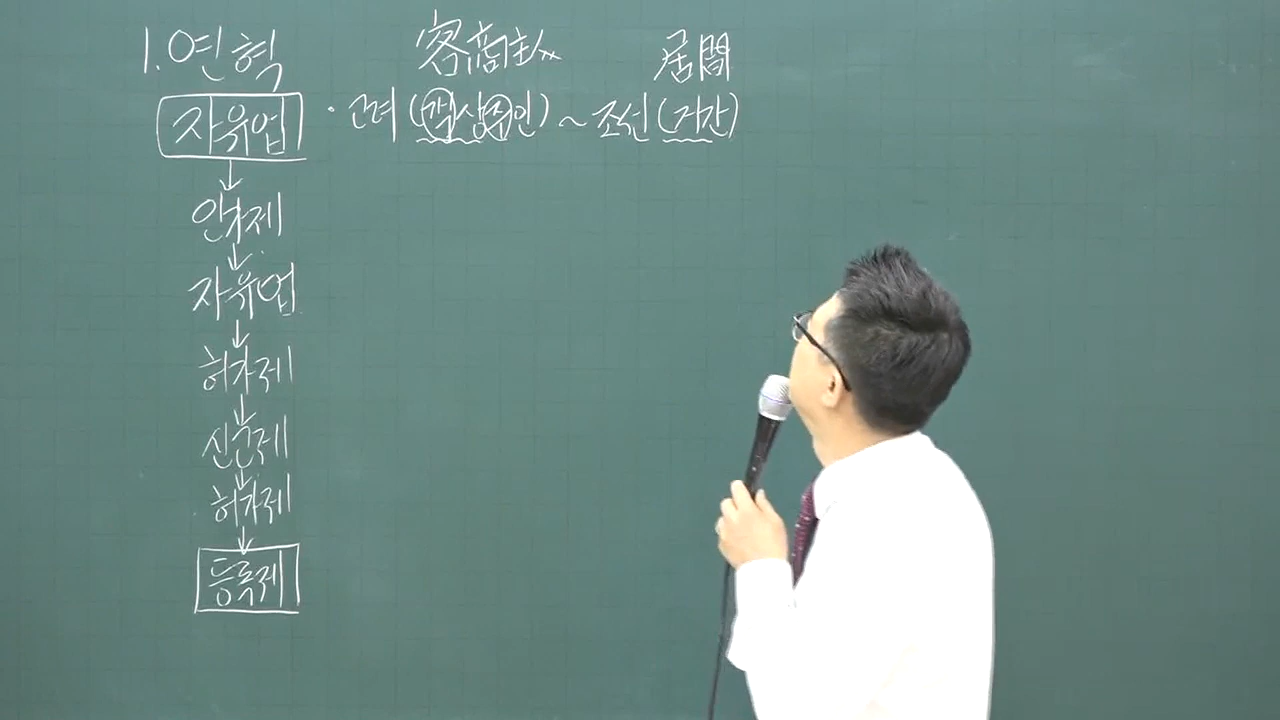 1. 연혁 客商主人 居間
자유업 · 고려 (객상주인) ~ 조선 (거간)
↓
인가제
↓
자유업
↓
허가제
↓
신고제
↓
허가제
↓
등록제